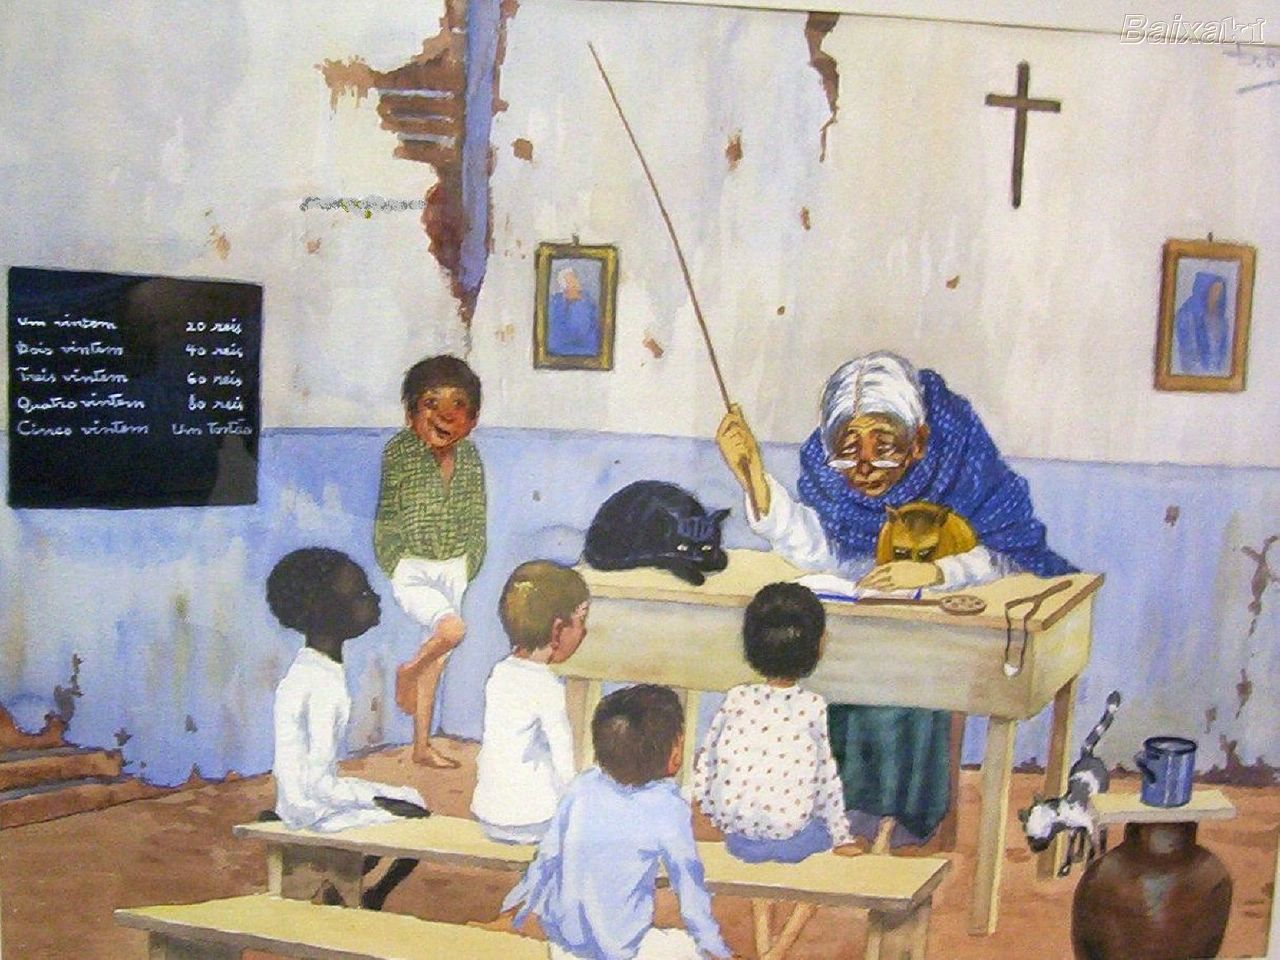 Baixaki
Um vintem 20 reis
Dois vintem 40 reis
Treis vintem 60 reis
Quatro vintem 80 reis
Cinco vintem Um Tostão